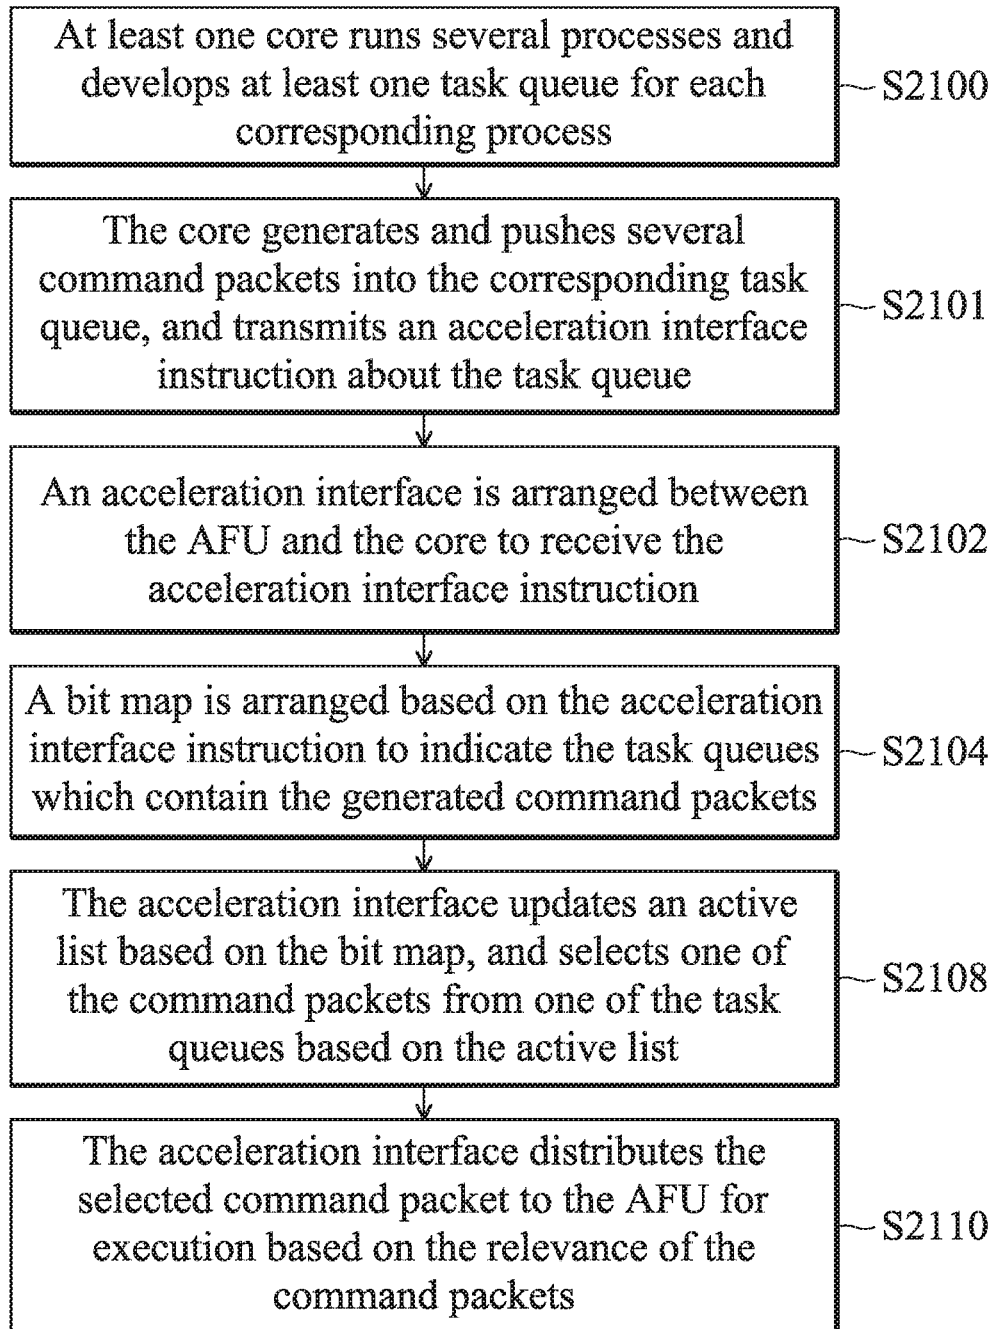 At least one core runs several processes and
develops at least one task queue for each
corresponding process
S2100
The core generates and pushes several
command packets into the corresponding task
queue, and transmits an acceleration interface
instruction about the task queue
S2101
An acceleration interface is arranged between
the AFU and the core to receive the
acceleration interface instruction
S2102
A bit map is arranged based on the acceleration
interface instruction to indicate the task queues
which contain the generated command packets
S2104
The acceleration interface updates an active
list based on the bit map, and selects one of
the command packets from one of the task
queues based on the active list
S2108
The acceleration interface distributes the
selected command packet to the AFU for
execution based on the relevance of the
command packets
S2110